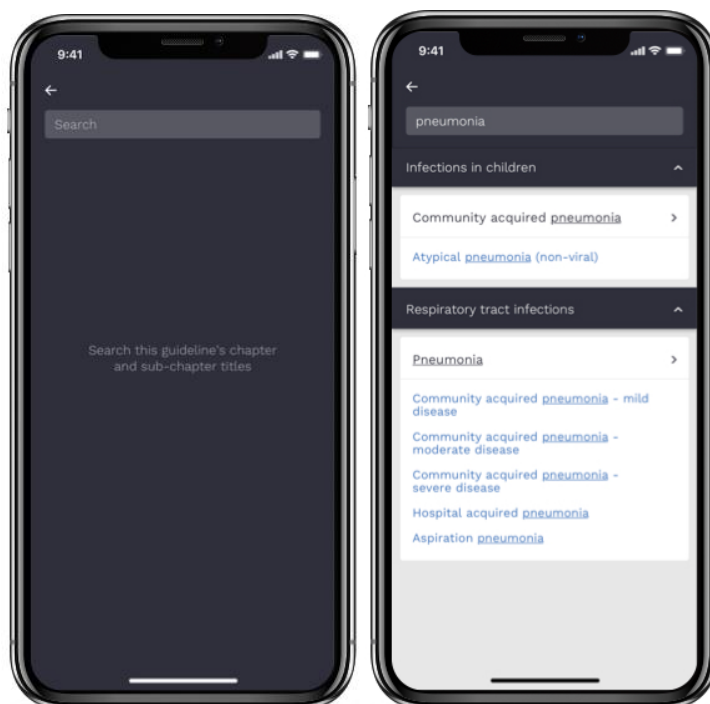 9:41
Search
Search this guideline's chapter
and sub-chapter titles
9:41
pneumonia
Infections in children
Community acquired pneumonia
Atypical pneumonia (non-viral)
Respiratory tract infections
Pneumonia
Community acquired pneumonia - mild
disease
Community acquired pneumonia -
moderate disease
Community acquired pneumonia -
severe disease
Hospital acquired pneumonia
Aspiration pneumonia